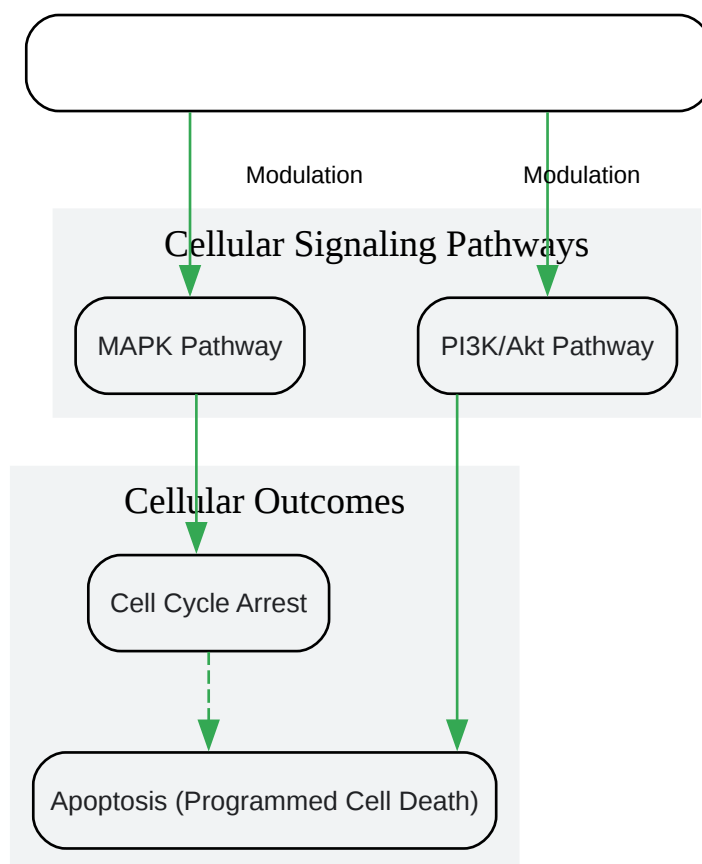 Modulation
Modulation
Cellular Signaling Pathways
MAPK Pathway
PI3K/Akt Pathway
Cellular Outcomes
Cell Cycle Arrest
Apoptosis (Programmed Cell Death)